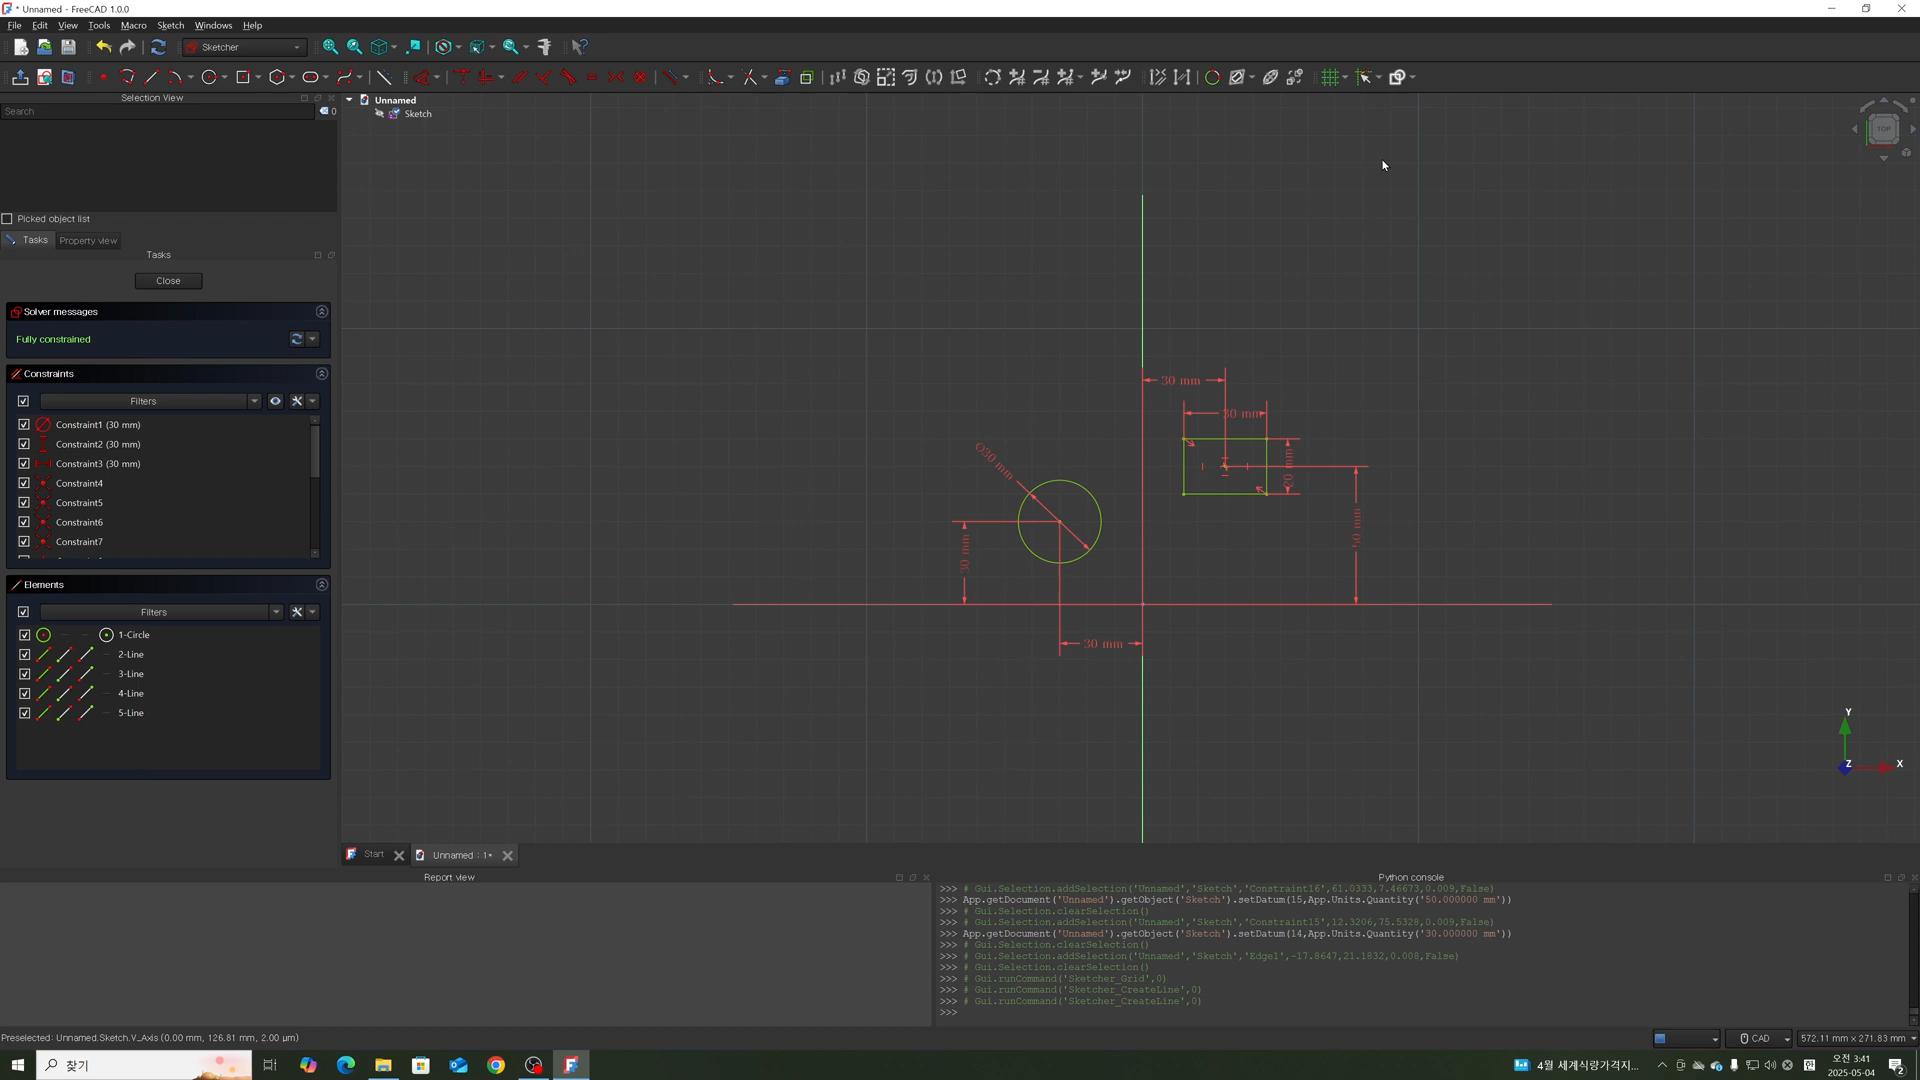 * Unnamed - FreeCAD 1.0.0
File Edit View Tools Macro Sketch Windows Help
Sketcher
Selection View
Search
0
Picked object list
Tasks Property view
Tasks
Close
Solver messages
Fully constrained
Constraints
Filters
Constraint1 (30 mm)
Constraint2 (30 mm)
Constraint3 (30 mm)
Constraint4
Constraint5
Constraint6
Constraint7
Elements
Filters
1-Circle
2-Line
3-Line
4-Line
5-Line
Unnamed
Sketch
TOP
30 mm
30 mm
20 mm
Ø30 mm
50 mm
30 mm
30 mm
Y
Z X
Start Unnamed : 1*
Report view
Python console
>>> # Gui.Selection.addSelection('Unnamed','Sketch','Constraint16',61.0333,7.46673,0.009,False)
>>> App.getDocument('Unnamed').getObject('Sketch').setDatum(15,App.Units.Quantity('50.000000 mm'))
>>> # Gui.Selection.clearSelection()
>>> # Gui.Selection.addSelection('Unnamed','Sketch','Constraint15',12.3206,75.5328,0.009,False)
>>> App.getDocument('Unnamed').getObject('Sketch').setDatum(14,App.Units.Quantity('30.000000 mm'))
>>> # Gui.Selection.clearSelection()
>>> # Gui.Selection.addSelection('Unnamed','Sketch','Edge1',-17.8647,21.1832,0.008,False)
>>> # Gui.Selection.clearSelection()
>>> # Gui.runCommand('Sketcher_Grid',0)
>>> # Gui.runCommand('Sketcher_CreateLine',0)
>>> # Gui.runCommand('Sketcher_CreateLine',0)
>>>
Preselected: Unnamed.Sketch.V_Axis (0.00 mm, 126.81 mm, 2.00 µm)
CAD
572.11 mm × 271.83 mm
찾기
4월 세계식량가격지...
오전 3:41
2025-05-04
2